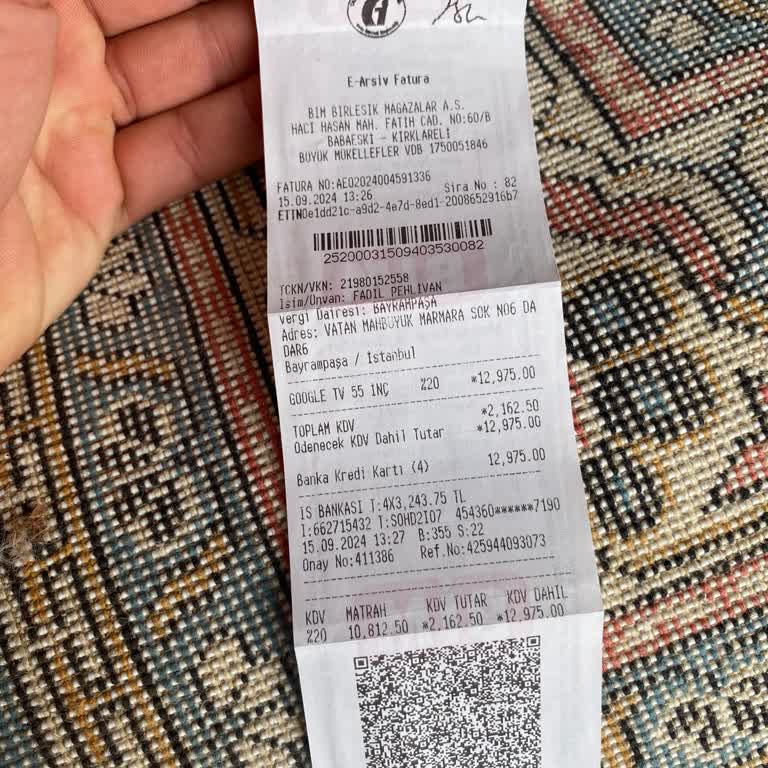 E-Arsiv Fatura
BIM BIRLESIK MAGAZALAR A.S.
HACI HASAN MAH. FATIH CAD. NO:60/B
BABAESKI - KIRKLARELI
BUYUK MUKELLEFLER VDB 1750051846
FATURA NO:AE02024004591336
15.09.2024 13:26 Sira No : 82
ETTN0e1dd21c-a9d2-4e7d-8ed1-2008652916b7
25200031509403530082
TCKN/VKN: 21980152558
Isim/Unvan: FADIL PEHLIVAN
Vergi Dairesi: BAYRAMPAŞA
Adres: VATAN MAHBÜYÜK MARMARA SOK NO6 DA
DAR6
Bayrampaşa / İstanbul
GOOGLE TV 55 INÇ %20 *12,975.00
TOPLAM KDV *2,162.50
Odenecek KDV Dahil Tutar *12,975.00
Banka Kredi Kartı (4) 12,975.00
IS BANKASI T:4X3,243.75 TL
I:662715432 T:SOHD2I07 454360******7190
15.09.2024 13:27 B:355 S:22
Onay No:411386 Ref.No:425944093073
KDV MATRAH KDV TUTAR KDV DAHIL
%20 10,812.50 *2,162.50 *12,975.00